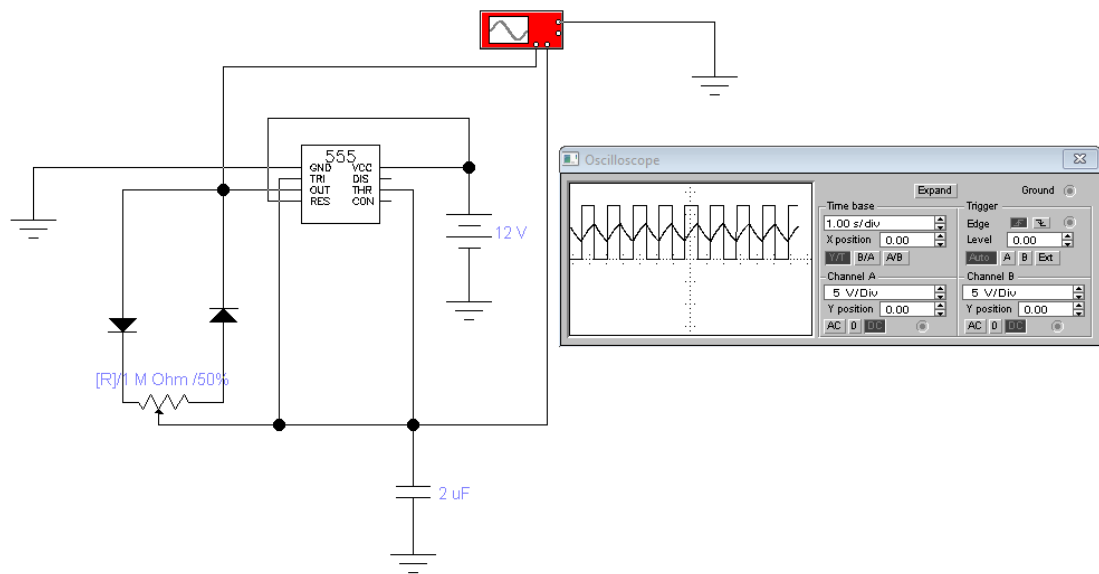 555
GND VCC
TRI DIS
OUT THR
RES CON
12 V
[R]/1 M Ohm /50%
2 uF
Oscilloscope
Expand
Ground
Time base
1.00 s/div
X position 0.00
Y/T B/A A/B
Trigger
Edge
Level 0.00
Auto A B Ext
Channel A
5 V/Div
Y position 0.00
AC 0 DC
Channel B
5 V/Div
Y position 0.00
AC 0 DC